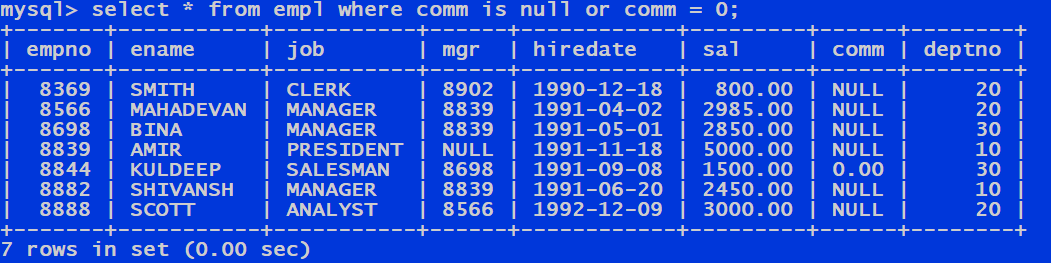 mysql> select * from empl where comm is null or comm = 0;
+-------+-----------+-----------+------+------------+---------+------+--------+
| empno | ename     | job       | mgr  | hiredate   | sal     | comm | deptno |
+-------+-----------+-----------+------+------------+---------+------+--------+
|  8369 | SMITH     | CLERK     | 8902 | 1990-12-18 |  800.00 | NULL |     20 |
|  8566 | MAHADEVAN | MANAGER   | 8839 | 1991-04-02 | 2985.00 | NULL |     20 |
|  8698 | BINA      | MANAGER   | 8839 | 1991-05-01 | 2850.00 | NULL |     30 |
|  8839 | AMIR      | PRESIDENT | NULL | 1991-11-18 | 5000.00 | NULL |     10 |
|  8844 | KULDEEP   | SALESMAN  | 8698 | 1991-09-08 | 1500.00 | 0.00 |     30 |
|  8882 | SHIVANSH  | MANAGER   | 8839 | 1991-06-20 | 2450.00 | NULL |     10 |
|  8888 | SCOTT     | ANALYST   | 8566 | 1992-12-09 | 3000.00 | NULL |     20 |
+-------+-----------+-----------+------+------------+---------+------+--------+
7 rows in set (0.00 sec)